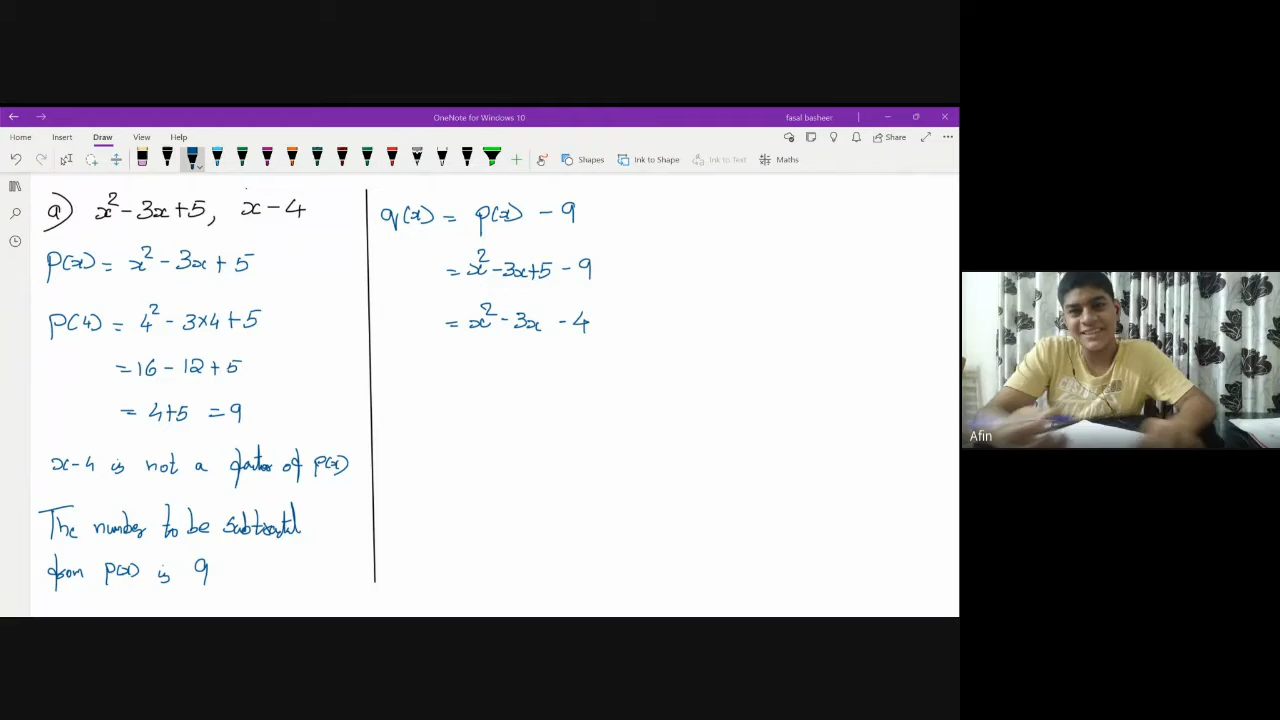 OneNote for Windows 10
fasal basheer
Home Insert Draw View Help
Share
Shapes Ink to Shape Ink to Text Maths
a) x² - 3x + 5, x - 4
P(x) = x² - 3x + 5
P(4) = 4² - 3×4 + 5
= 16 - 12 + 5
= 4+5 = 9
x-4 is not a factor of P(x)
The number to be subtracted
from P(x) is 9
q(x) = p(x) - 9
= x² - 3x + 5 - 9
= x² - 3x - 4
Afin